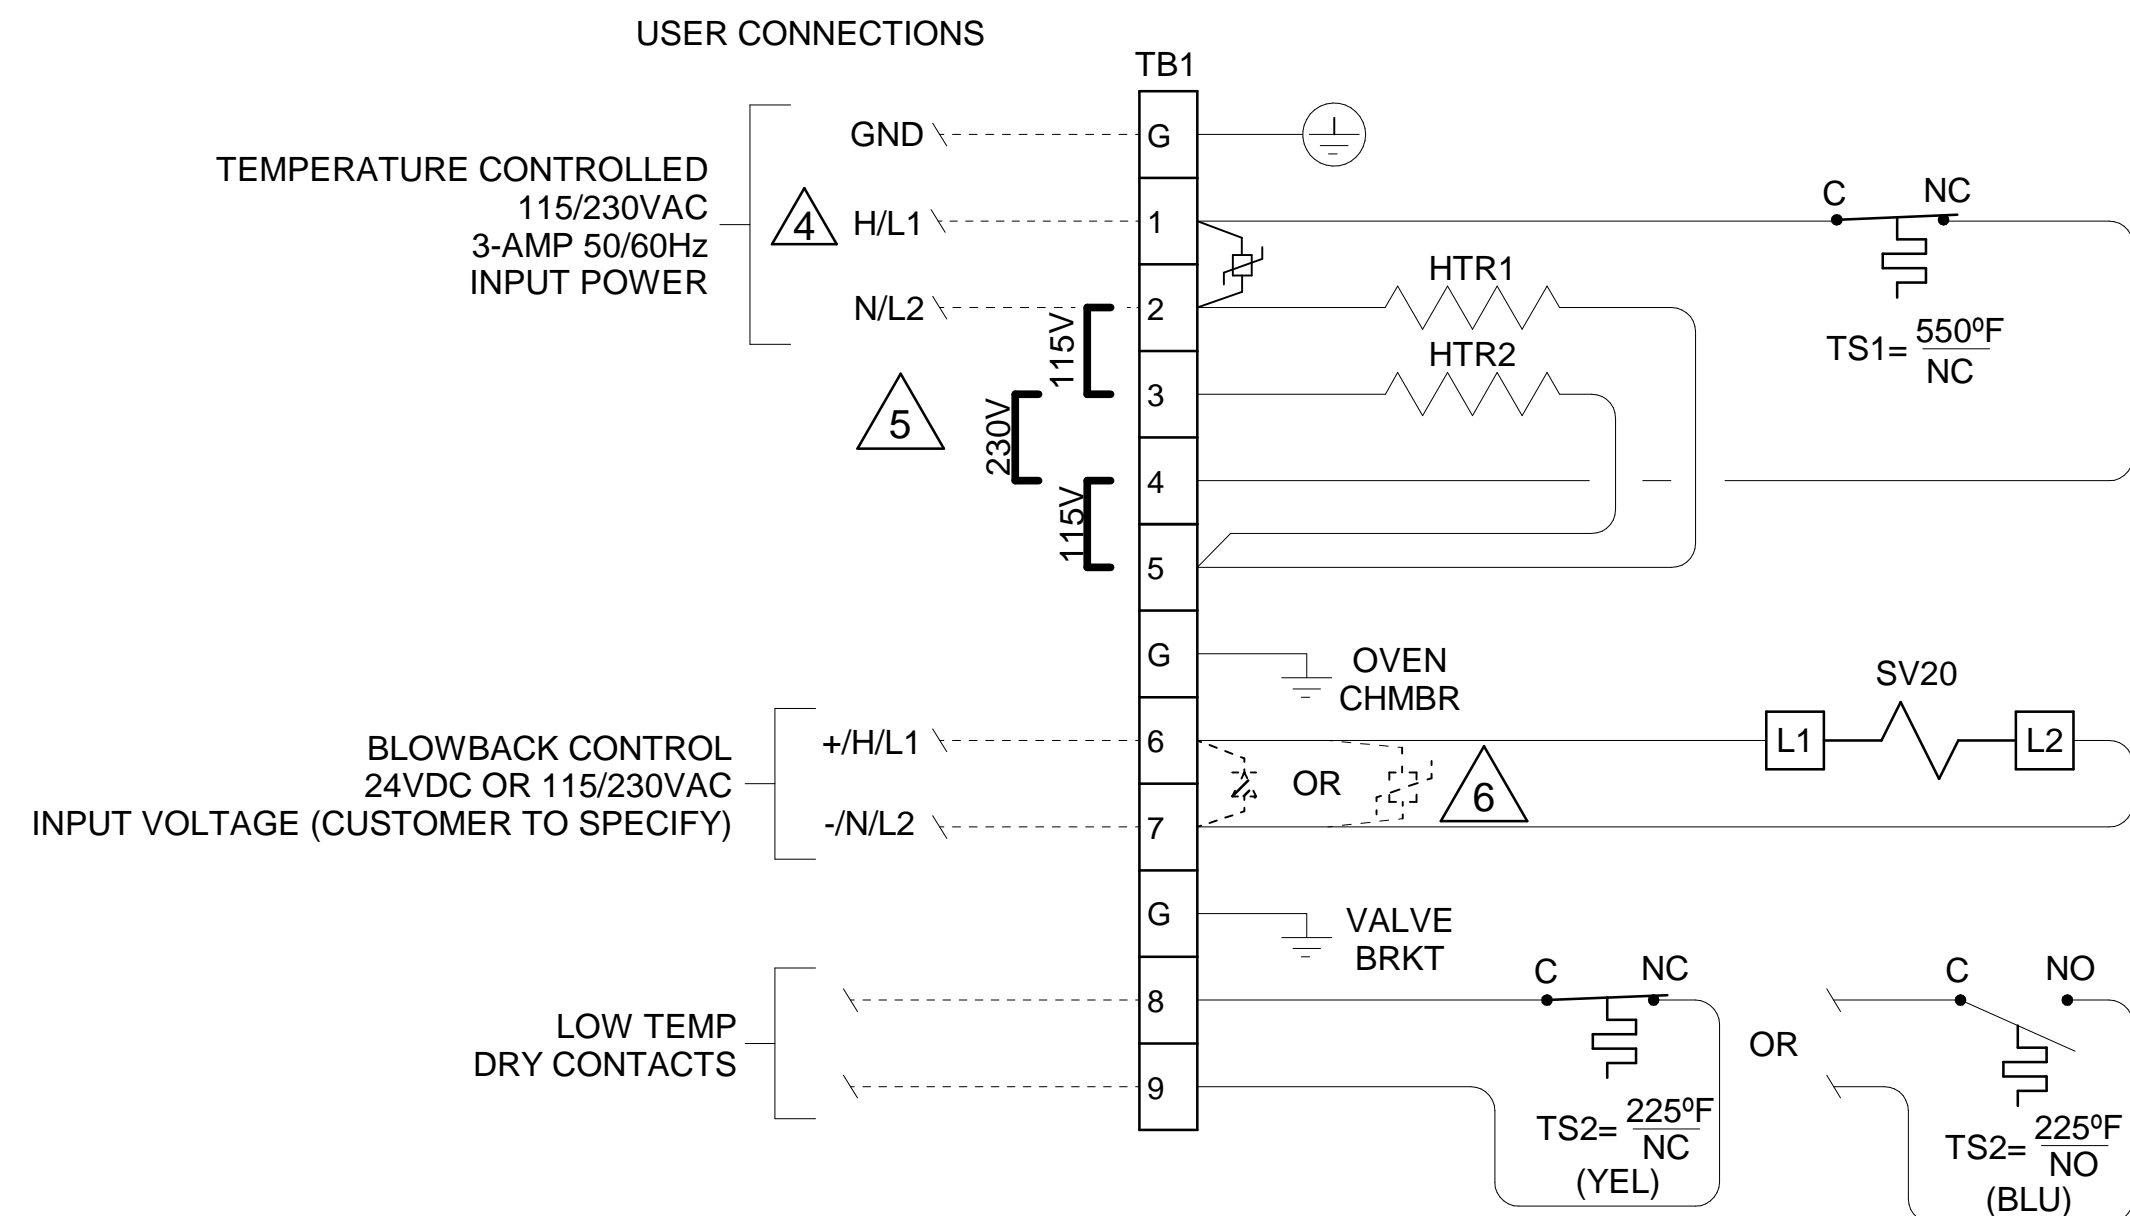 USER CONNECTIONS
TB1
GND
G
TEMPERATURE CONTROLLED
115/230VAC
3-AMP 50/60Hz
INPUT POWER
4
H/L1
1
C
NC
N/L2
2
HTR1
TS1= 550ºF
NC
115V
HTR2
3
5
230V
4
115V
5
G
OVEN
CHMBR
SV20
BLOWBACK CONTROL
24VDC OR 115/230VAC
INPUT VOLTAGE (CUSTOMER TO SPECIFY)
+/H/L1
6
L1
L2
OR
6
-/N/L2
7
G
VALVE
BRKT
C
NC
C
NO
LOW TEMP
DRY CONTACTS
8
OR
9
TS2= 225ºF
NC
(YEL)
TS2= 225ºF
NO
(BLU)